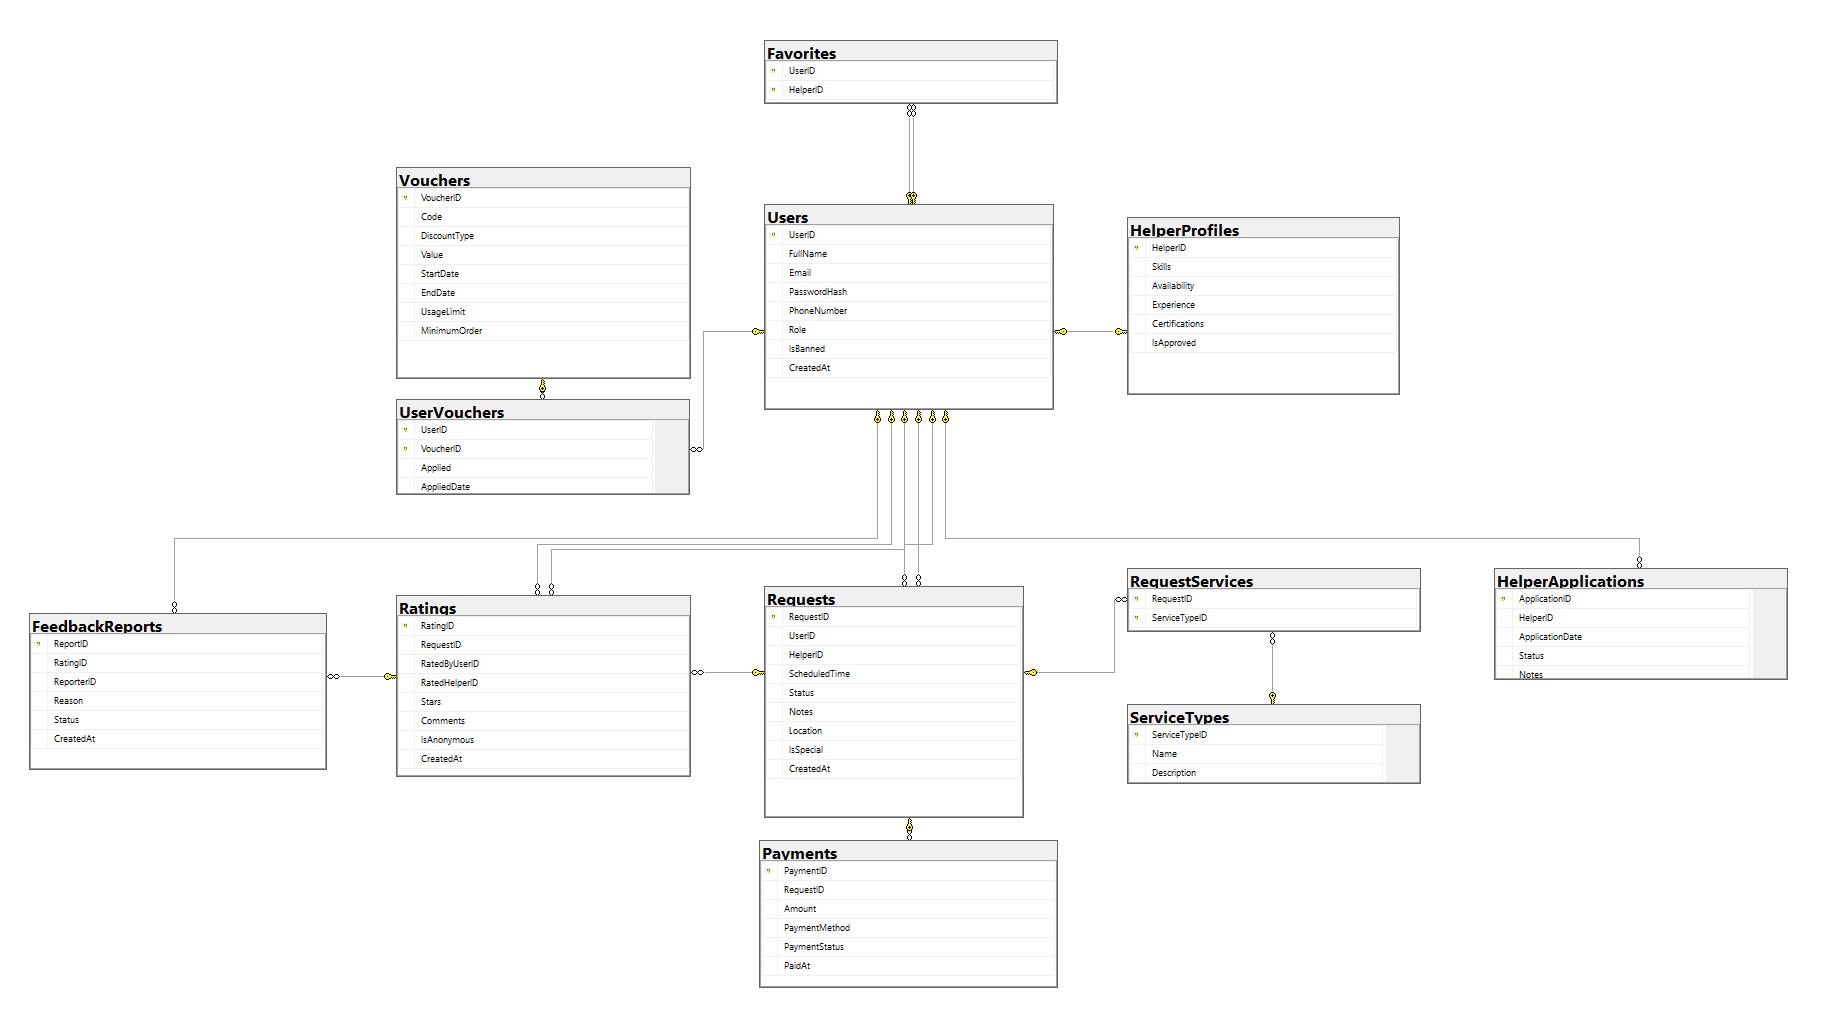 Favorites
UserID
HelperID
Vouchers
VoucherID
Code
DiscountType
Value
StartDate
EndDate
UsageLimit
MinimumOrder
Users
UserID
FullName
Email
PasswordHash
PhoneNumber
Role
IsBanned
CreatedAt
HelperProfiles
HelperID
Skills
Availability
Experience
Certifications
IsApproved
UserVouchers
UserID
VoucherID
Applied
AppliedDate
FeedbackReports
ReportID
RatingID
ReporterID
Reason
Status
CreatedAt
Ratings
RatingID
RequestID
RatedByUserID
RatedHelperID
Stars
Comments
IsAnonymous
CreatedAt
Requests
RequestID
UserID
HelperID
ScheduledTime
Status
Notes
Location
IsSpecial
CreatedAt
RequestServices
RequestID
ServiceTypeID
HelperApplications
ApplicationID
HelperID
ApplicationDate
Status
Notes
ServiceTypes
ServiceTypeID
Name
Description
Payments
PaymentID
RequestID
Amount
PaymentMethod
PaymentStatus
PaidAt